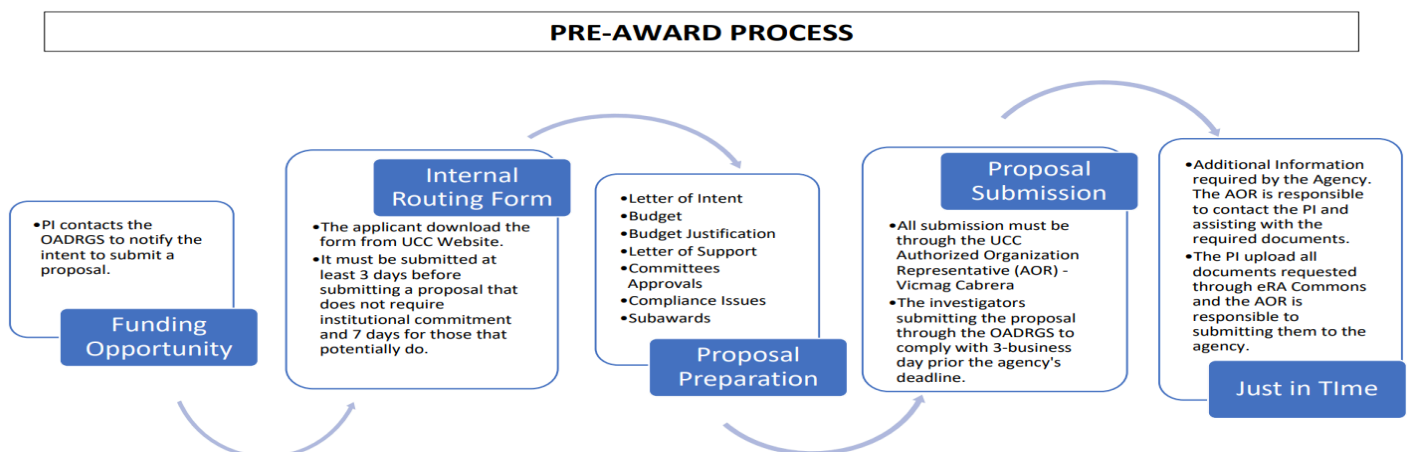 PRE-AWARD PROCESS
•PI contacts the
OADRGS to notify the
intent to submit a
proposal.
Funding
Opportunity
Internal
Routing Form
•The applicant download the
form from UCC Website.
•It must be submitted at
least 3 days before
submitting a proposal that
does not require
institutional commitment
and 7 days for those that
potentially do.
•Letter of Intent
•Budget
•Budget Justification
•Letter of Support
•Committees
Approvals
•Compliance Issues
•Subawards
Proposal
Preparation
Proposal
Submission
•All submission must be
through the UCC
Authorized Organization
Representative (AOR) -
Vicmag Cabrera
•The investigators
submitting the proposal
through the OADRGS to
comply with 3-business
day prior the agency's
deadline.
•Additional Information
required by the Agency.
The AOR is responsible
to contact the PI and
assisting with the
required documents.
•The PI upload all
documents requested
through eRA Commons
and the AOR is
responsible to
submitting them to the
agency.
Just in TIme